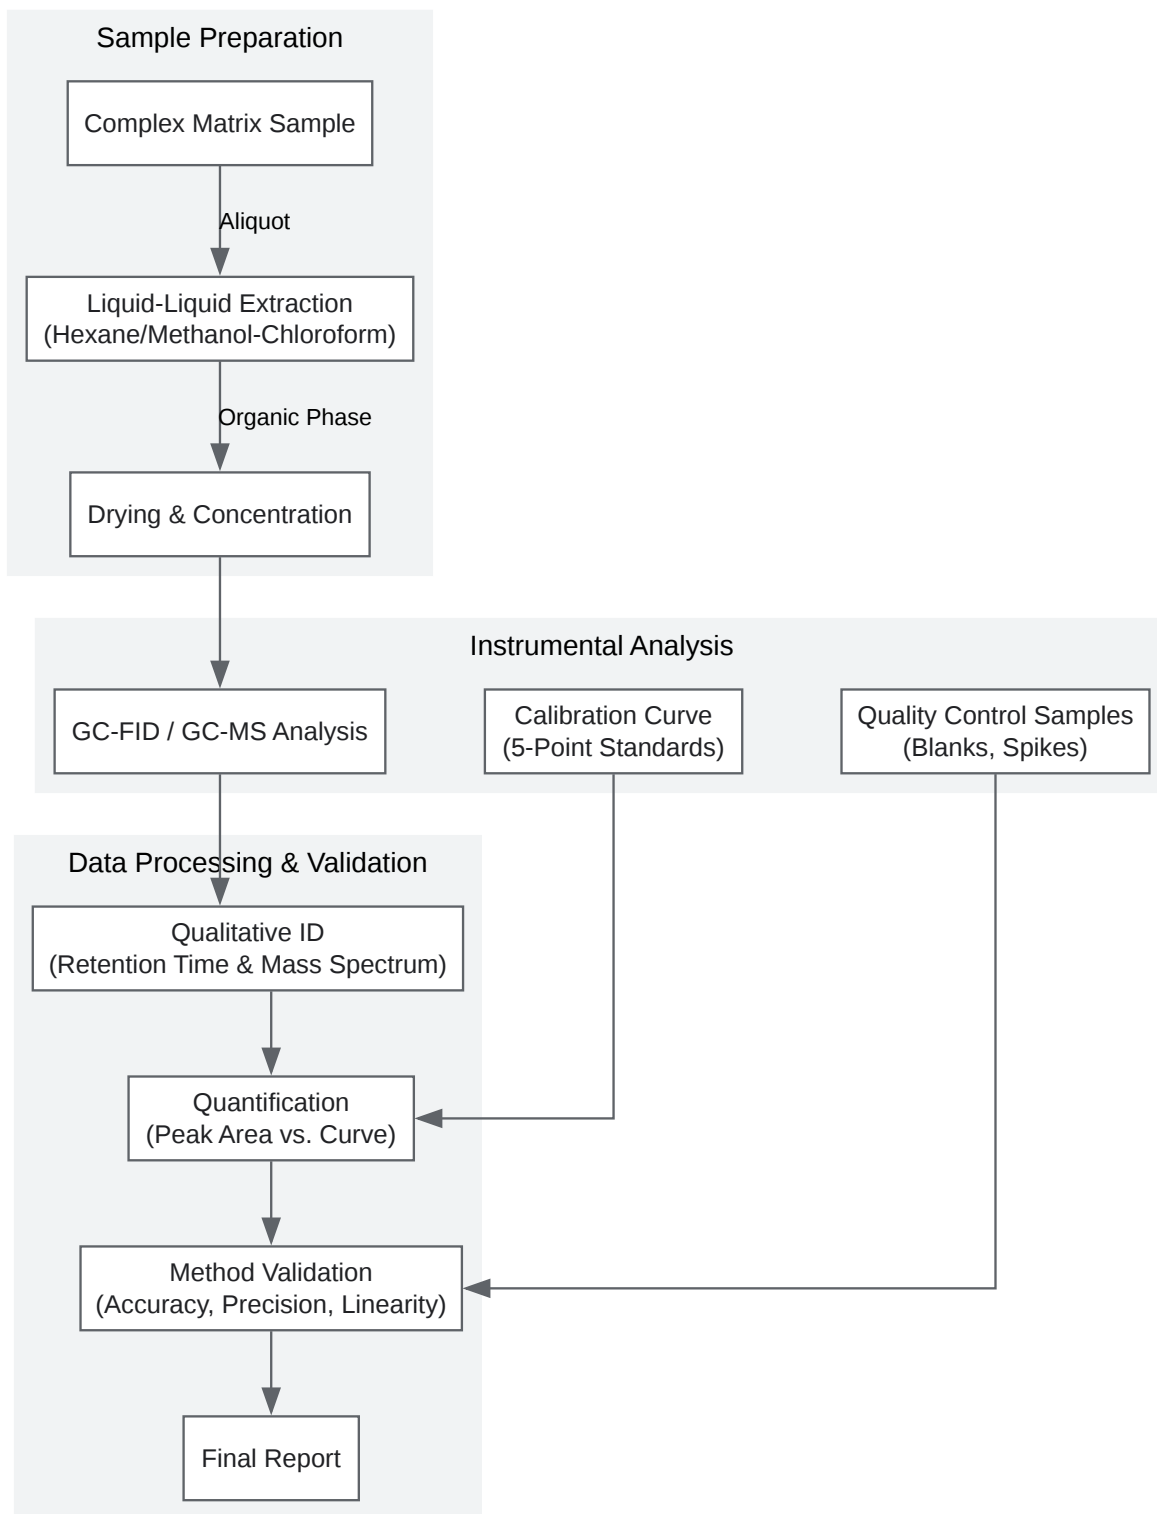 Sample Preparation
Complex Matrix Sample
Aliquot
Liquid-Liquid Extraction
(Hexane/Methanol-Chloroform)
Organic Phase
Drying & Concentration
Instrumental Analysis
GC-FID / GC-MS Analysis
Calibration Curve
(5-Point Standards)
Quality Control Samples
(Blanks, Spikes)
Data Processing & Validation
Qualitative ID
(Retention Time & Mass Spectrum)
Quantification
(Peak Area vs. Curve)
Method Validation
(Accuracy, Precision, Linearity)
Final Report